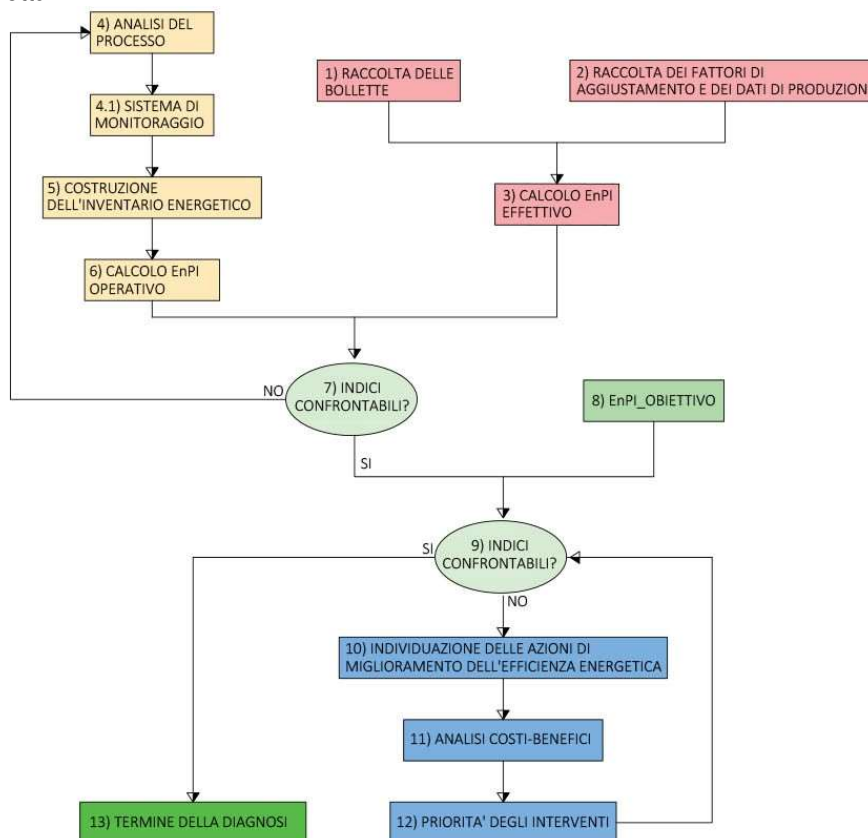 4) ANALISI DEL
PROCESSO
1) RACCOLTA DELLE
BOLLETTE
2) RACCOLTA DEI FATTORI DI
AGGIUSTAMENTO E DEI DATI DI PRODUZION
4.1) SISTEMA DI
MONITORAGGIO
5) COSTRUZIONE
DELL'INVENTARIO ENERGETICO
3) CALCOLO EnPI
EFFETTIVO
6) CALCOLO EnPI
OPERATIVO
NO
7) INDICI
CONFRONTABILI?
8) EnPI_OBIETTIVO
SI
SI
9) INDICI
CONFRONTABILI?
NO
10) INDIVIDUAZIONE DELLE AZIONI DI
MIGLIORAMENTO DELL'EFFICIENZA ENERGETICA
11) ANALISI COSTI-BENEFICI
13) TERMINE DELLA DIAGNOSI
12) PRIORITA' DEGLI INTERVENTI